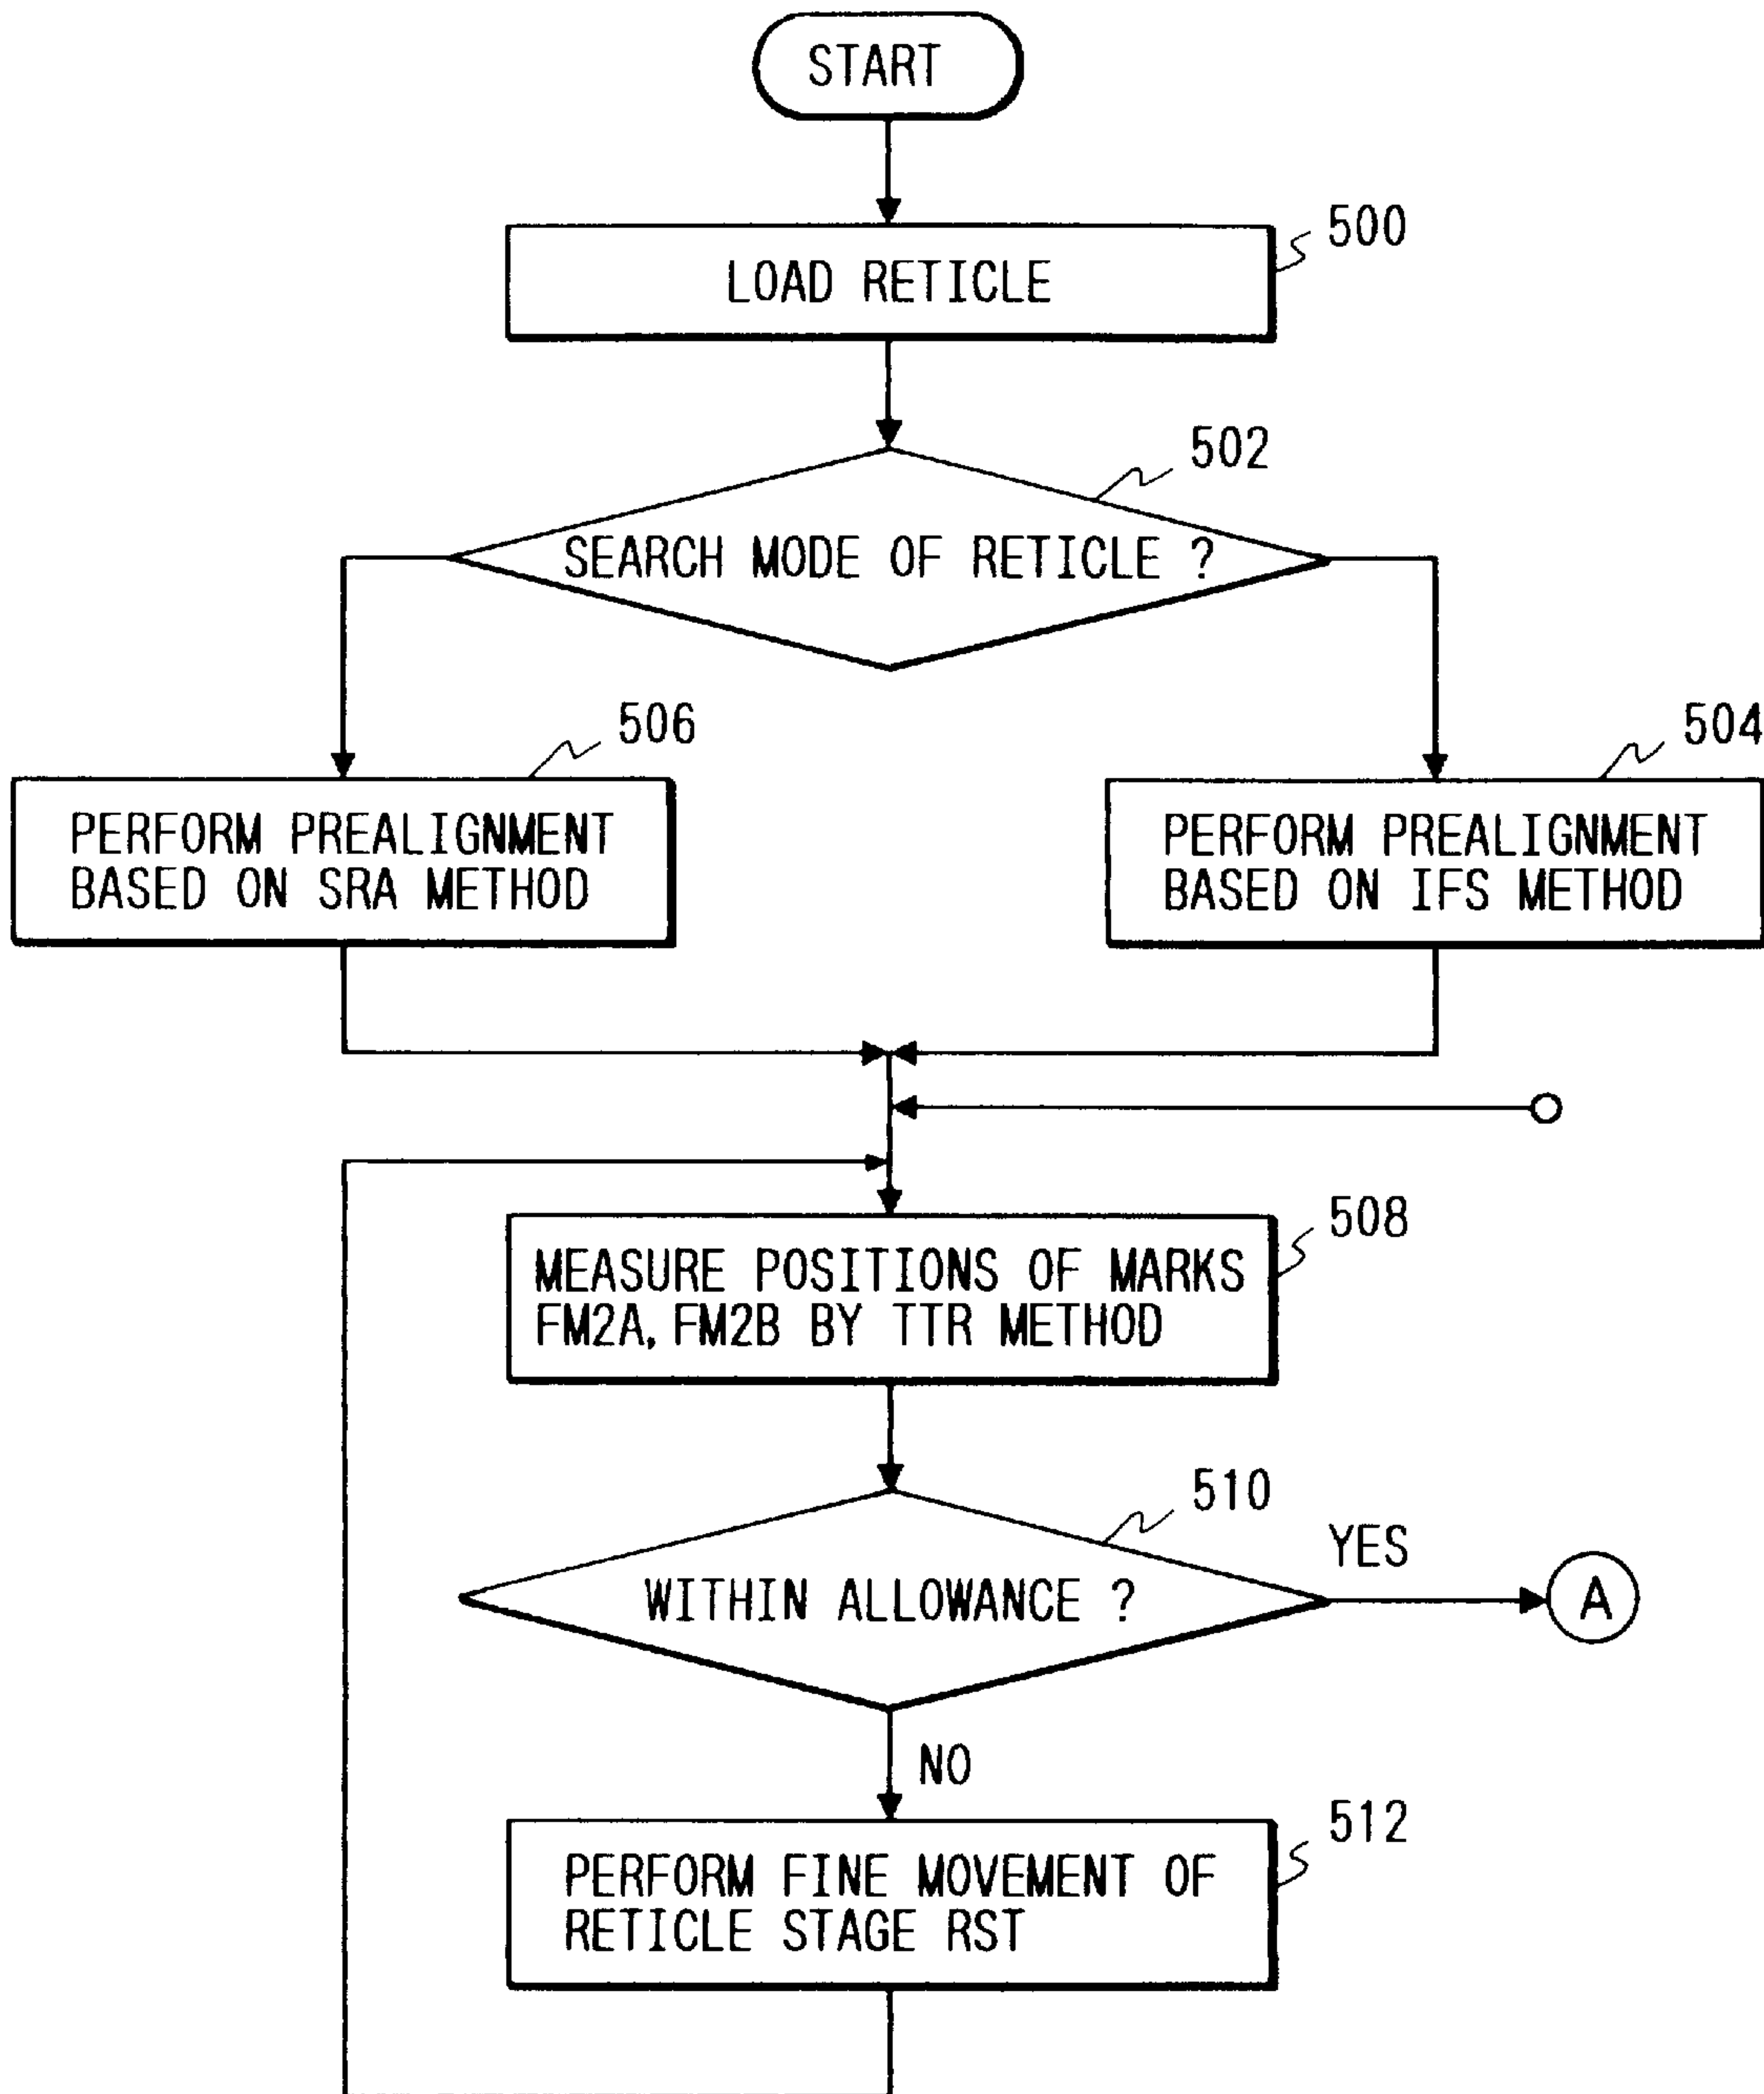 START
500
LOAD RETICLE
502
SEARCH MODE OF RETICLE ?
506
504
PERFORM PREALIGNMENT
BASED ON SRA METHOD
PERFORM PREALIGNMENT
BASED ON IFS METHOD
508
MEASURE POSITIONS OF MARKS
FM2A, FM2B BY TTR METHOD
510
YES
WITHIN ALLOWANCE ?
A
NO
512
PERFORM FINE MOVEMENT OF
RETICLE STAGE RST